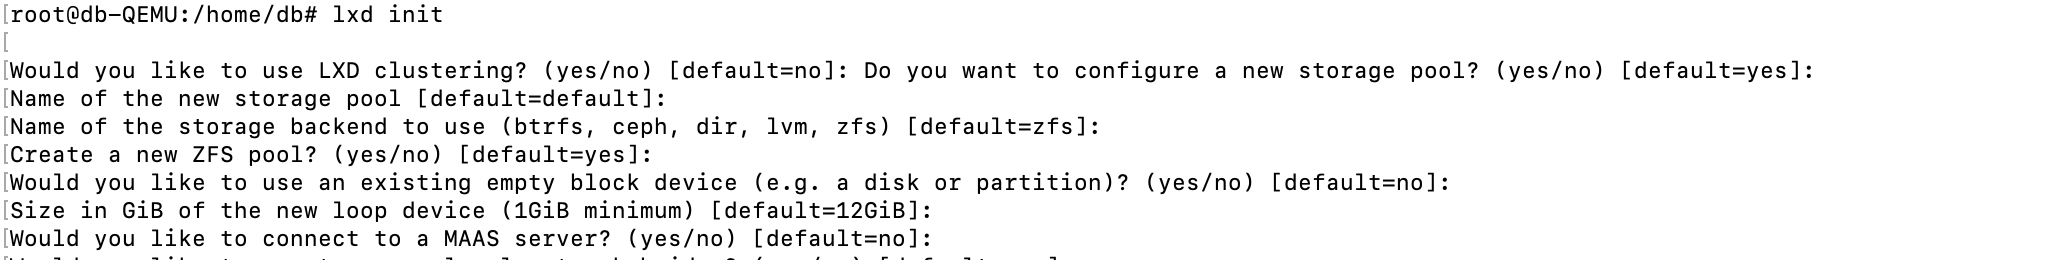 [root@db-QEMU:/home/db# lxd init
[
[Would you like to use LXD clustering? (yes/no) [default=no]: Do you want to configure a new storage pool? (yes/no) [default=yes]:
[Name of the new storage pool [default=default]:
[Name of the storage backend to use (btrfs, ceph, dir, lvm, zfs) [default=zfs]:
[Create a new ZFS pool? (yes/no) [default=yes]:
[Would you like to use an existing empty block device (e.g. a disk or partition)? (yes/no) [default=no]:
[Size in GiB of the new loop device (1GiB minimum) [default=12GiB]:
[Would you like to connect to a MAAS server? (yes/no) [default=no]: